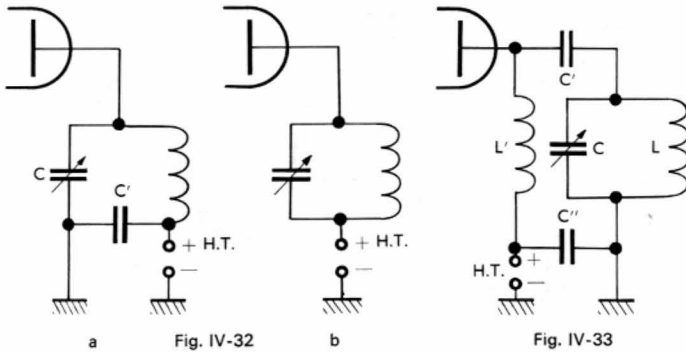 C
C'
+ H.T.
−
a
Fig. IV-32
+ H.T.
−
b
C'
L'
C
L
C''
H.T.
+
−
Fig. IV-33